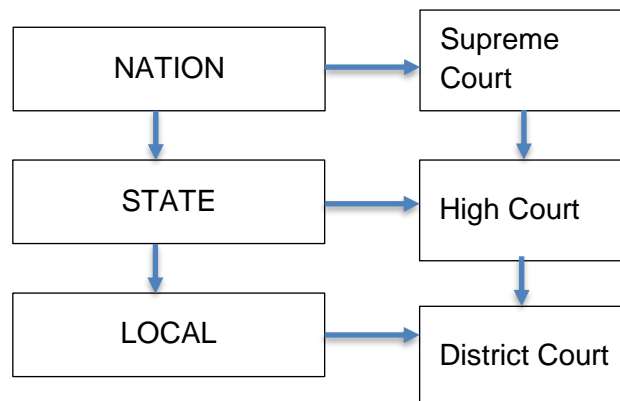 NATION
Supreme
Court
STATE
High Court
LOCAL
District Court